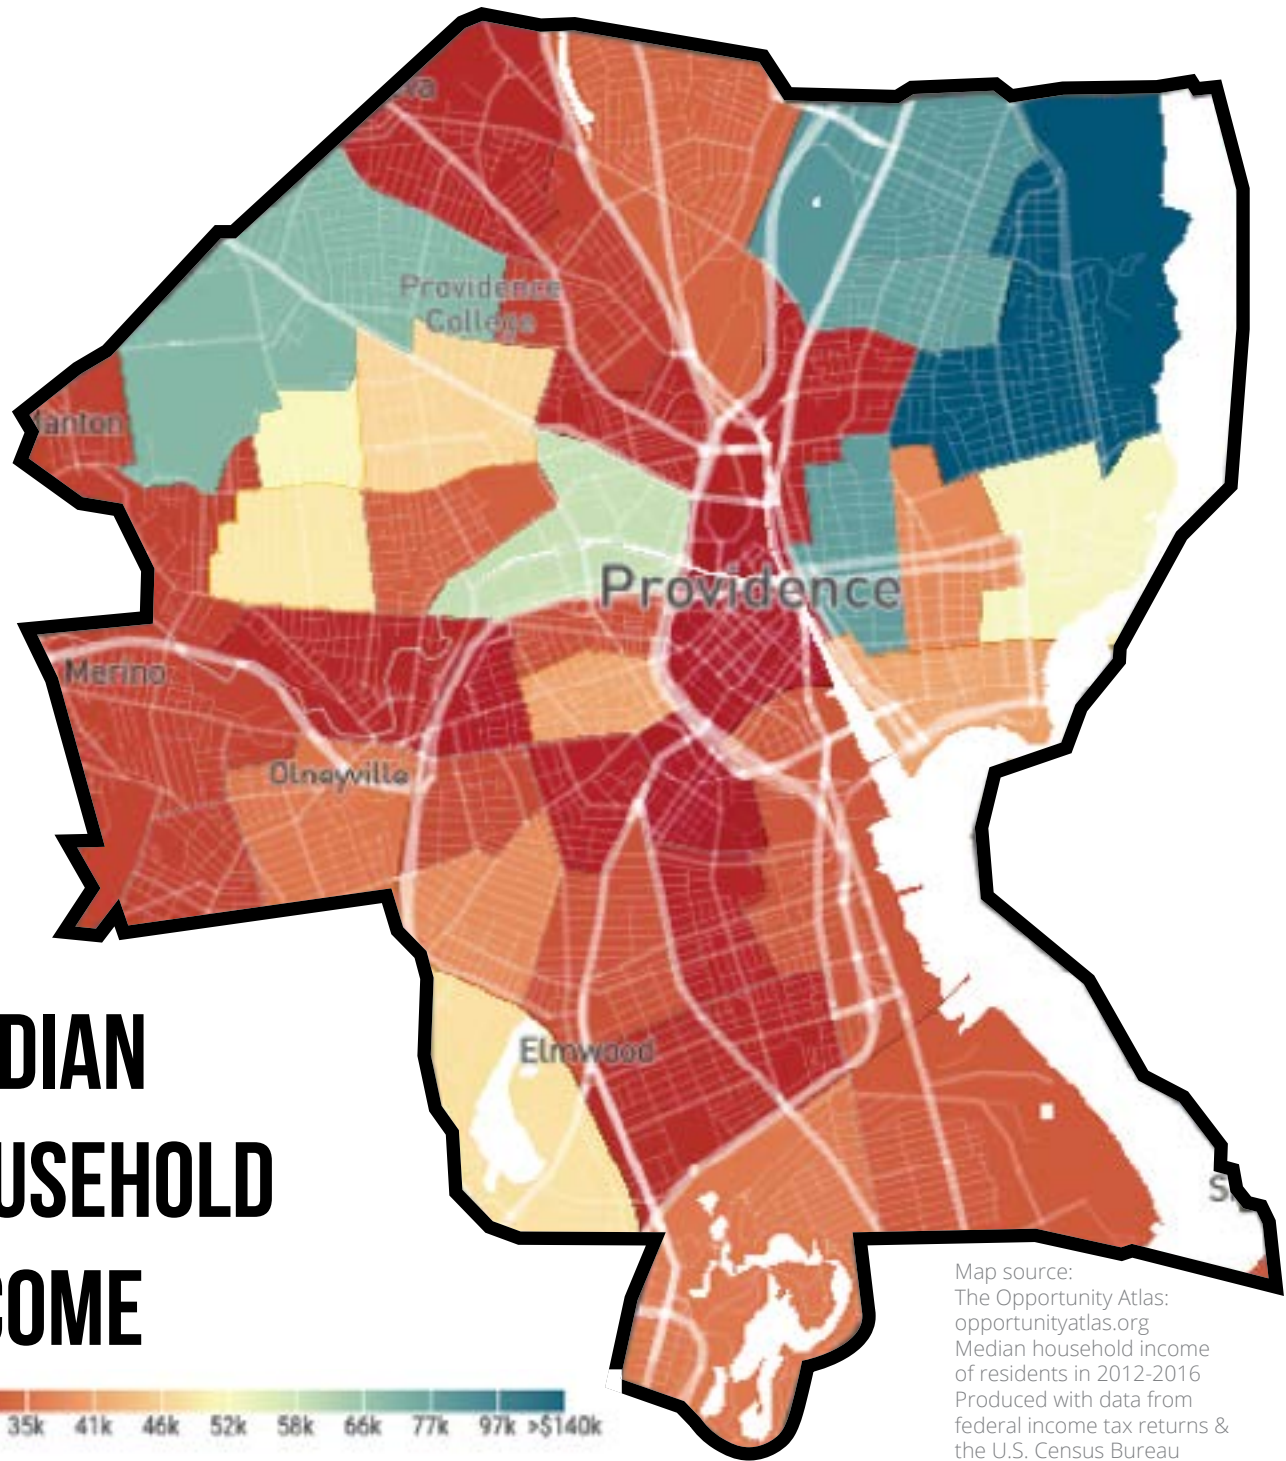 va
Providence
College
anton
Providence
Merino
Olneyville
Elmwood
S
DIAN
USEHOLD
COME
35k 41k 46k 52k 58k 66k 77k 97k >$140k
Map source:
The Opportunity Atlas:
opportunityatlas.org
Median household income
of residents in 2012-2016
Produced with data from
federal income tax returns &
the U.S. Census Bureau